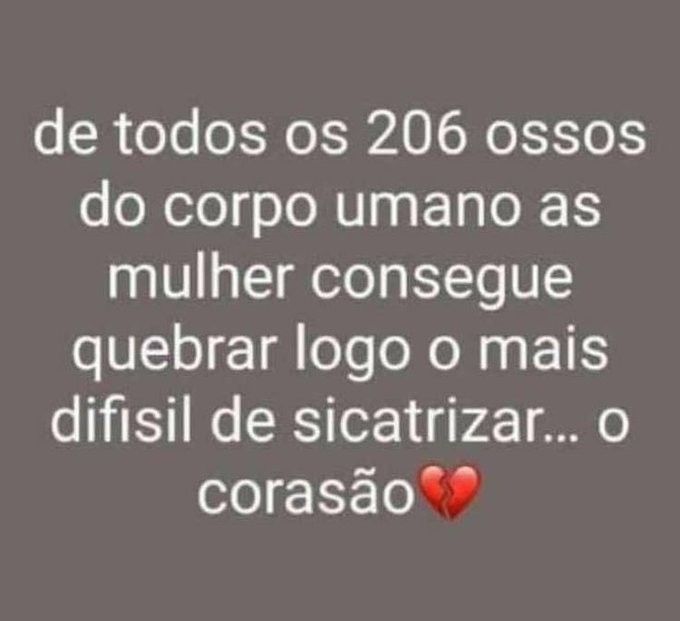 de todos os 206 ossos
do corpo umano as
mulher consegue
quebrar logo o mais
difisil de sicatrizar... o
corasão💔